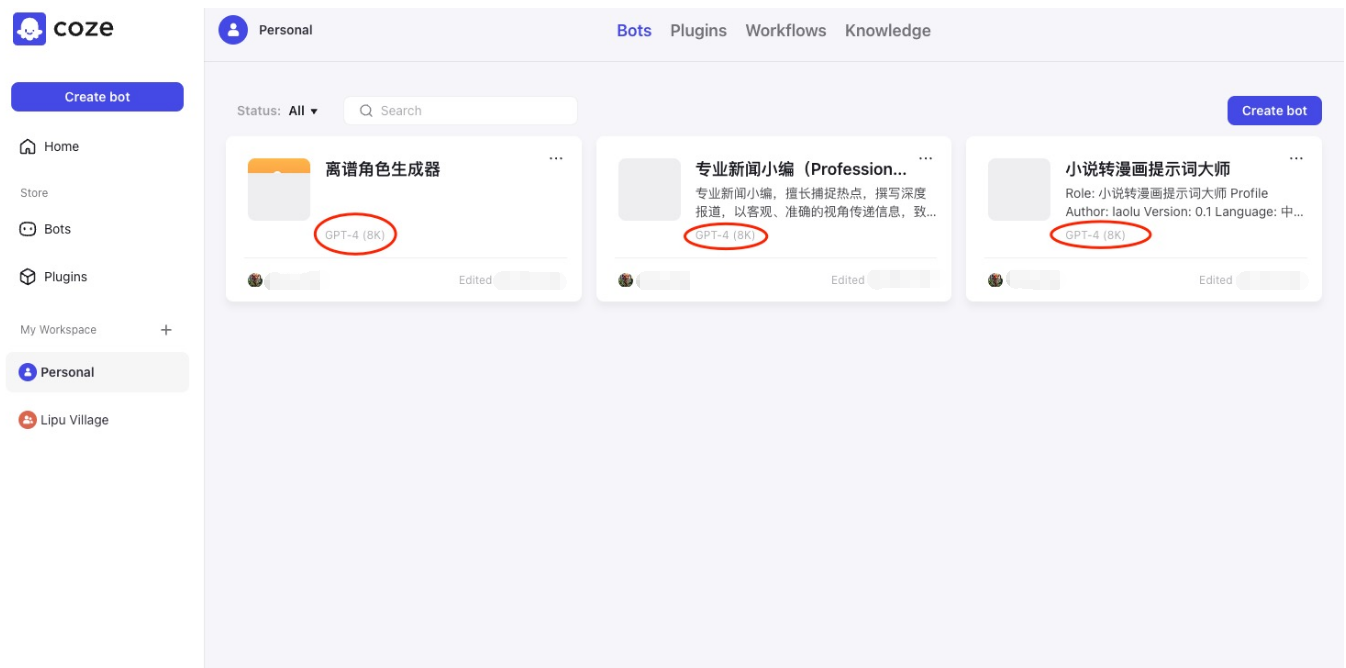 coze
Create bot
Home
Store
Bots
Plugins
My Workspace +
Personal
Lipu Village
Personal
Bots Plugins Workflows Knowledge
Status: All Search
Create bot
离谱角色生成器 ...
GPT-4 (8K)
Edited
专业新闻小编（Profession... ...
专业新闻小编，擅长捕捉热点，撰写深度
报道，以客观、准确的视角传递信息，致...
GPT-4 (8K)
Edited
小说转漫画提示词大师 ...
Role: 小说转漫画提示词大师 Profile
Author: laolu Version: 0.1 Language: 中...
GPT-4 (8K)
Edited